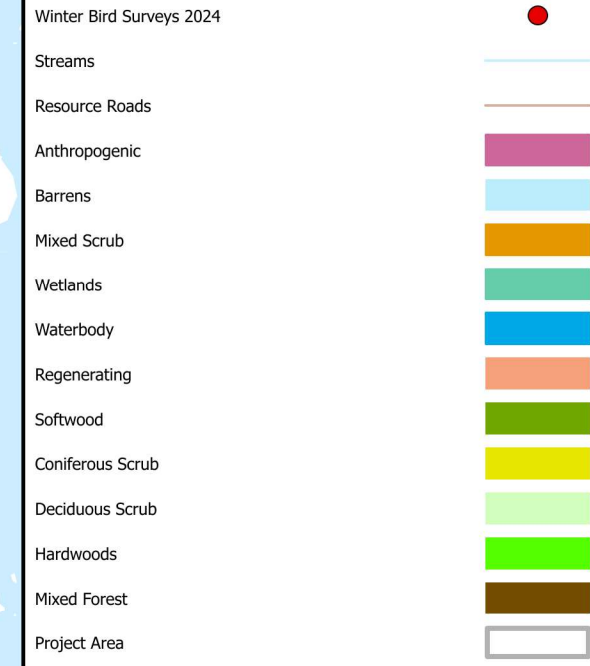 Winter Bird Surveys 2024
Streams
Resource Roads
Anthropogenic
Barrens
Mixed Scrub
Wetlands
Waterbody
Regenerating
Softwood
Coniferous Scrub
Deciduous Scrub
Hardwoods
Mixed Forest
Project Area